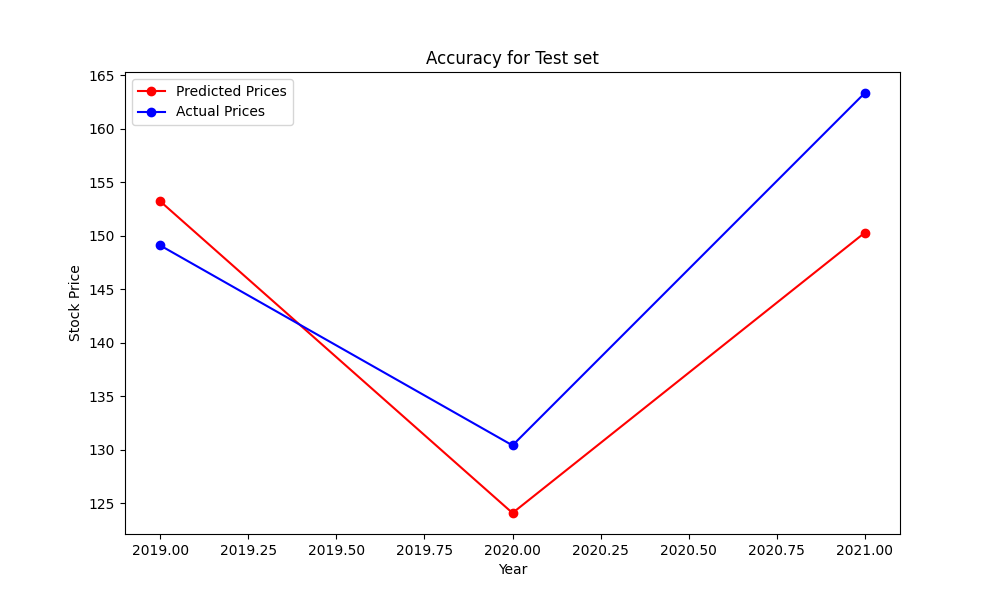 Accuracy for Test set
Predicted Prices
Actual Prices
165
160
155
150
145
140
135
130
125
Stock Price
2019.00 2019.25 2019.50 2019.75 2020.00 2020.25 2020.50 2020.75 2021.00
Year